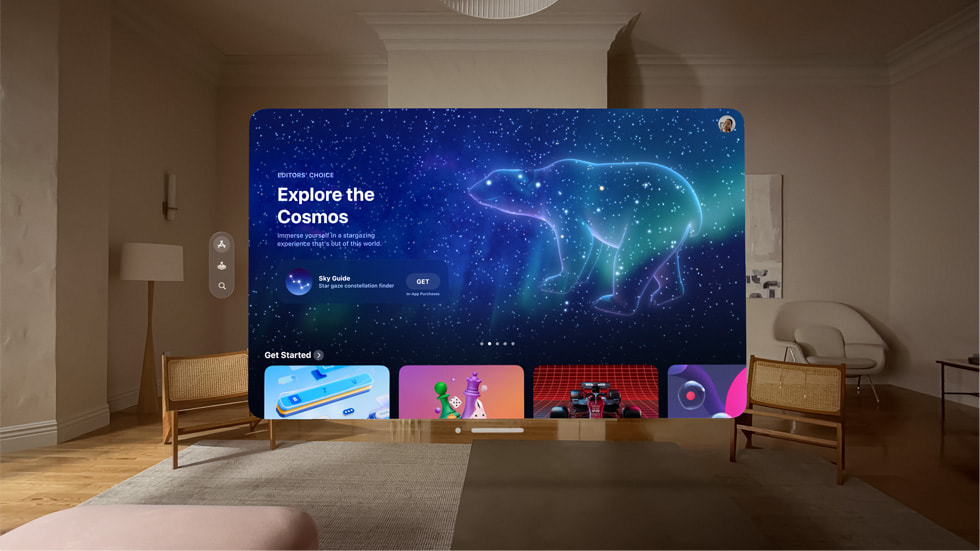 EDITORS' CHOICE
Explore the
Cosmos
Immerse yourself in a stargazing
experience that's out of this world.
Sky Guide
Star gaze constellation finder
GET
In-App Purchases
Get Started